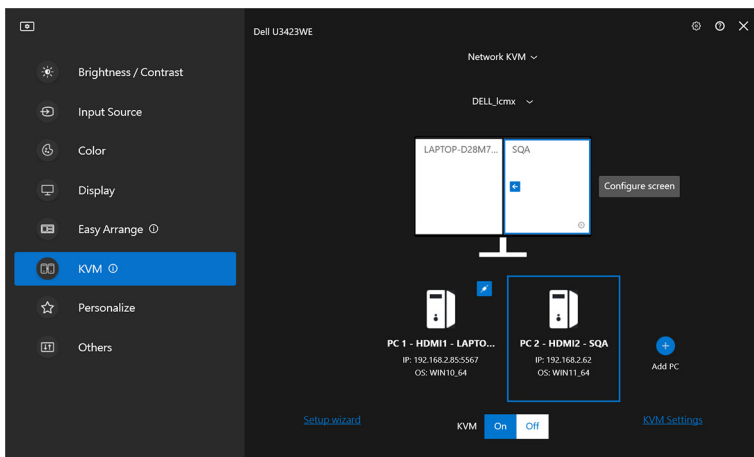 Dell U3423WE
Brightness / Contrast
Input Source
Color
Display
Easy Arrange
KVM
Personalize
Others
Network KVM
DELL_lcmx
LAPTOP-D28M7...
SQA
Configure screen
PC 1 - HDMI1 - LAPTO...
IP: 192.168.2.85:5567
OS: WIN10_64
PC 2 - HDMI2 - SQA
IP: 192.168.2.62
OS: WIN11_64
Add PC
Setup wizard
KVM
On
Off
KVM Settings